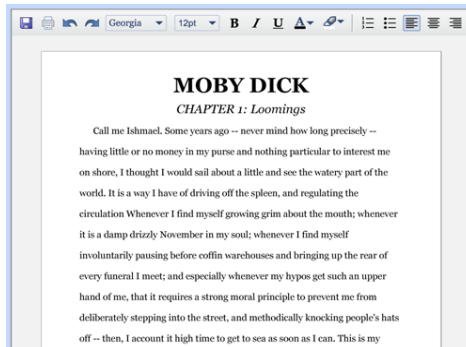 Georgia 12pt B I U A
MOBY DICK
CHAPTER 1: Loomings
Call me Ishmael. Some years ago -- never mind how long precisely --
having little or no money in my purse and nothing particular to interest me
on shore, I thought I would sail about a little and see the watery part of the
world. It is a way I have of driving off the spleen, and regulating the
circulation Whenever I find myself growing grim about the mouth; whenever
it is a damp drizzly November in my soul; whenever I find myself
involuntarily pausing before coffin warehouses and bringing up the rear of
every funeral I meet; and especially whenever my hypos get such an upper
hand of me, that it requires a strong moral principle to prevent me from
deliberately stepping into the street, and methodically knocking people's hats
off -- then, I account it high time to get to sea as soon as I can. This is my